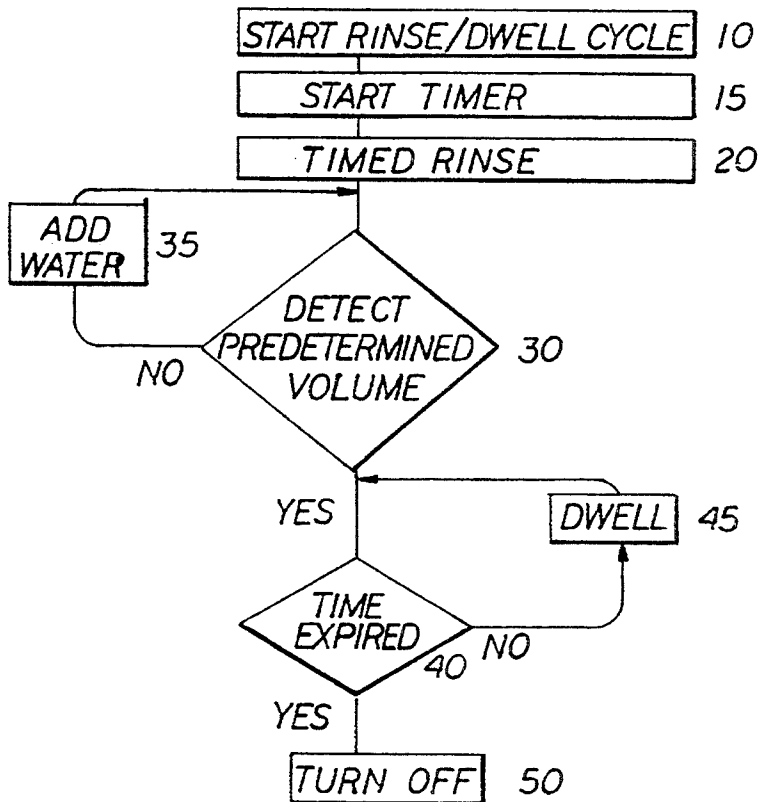 START RINSE/DWELL CYCLE 10
START TIMER 15
TIMED RINSE 20
ADD
WATER 35
DETECT
PREDETERMINED
VOLUME 30
NO
YES
DWELL 45
TIME
EXPIRED
40 NO
YES
TURN OFF 50